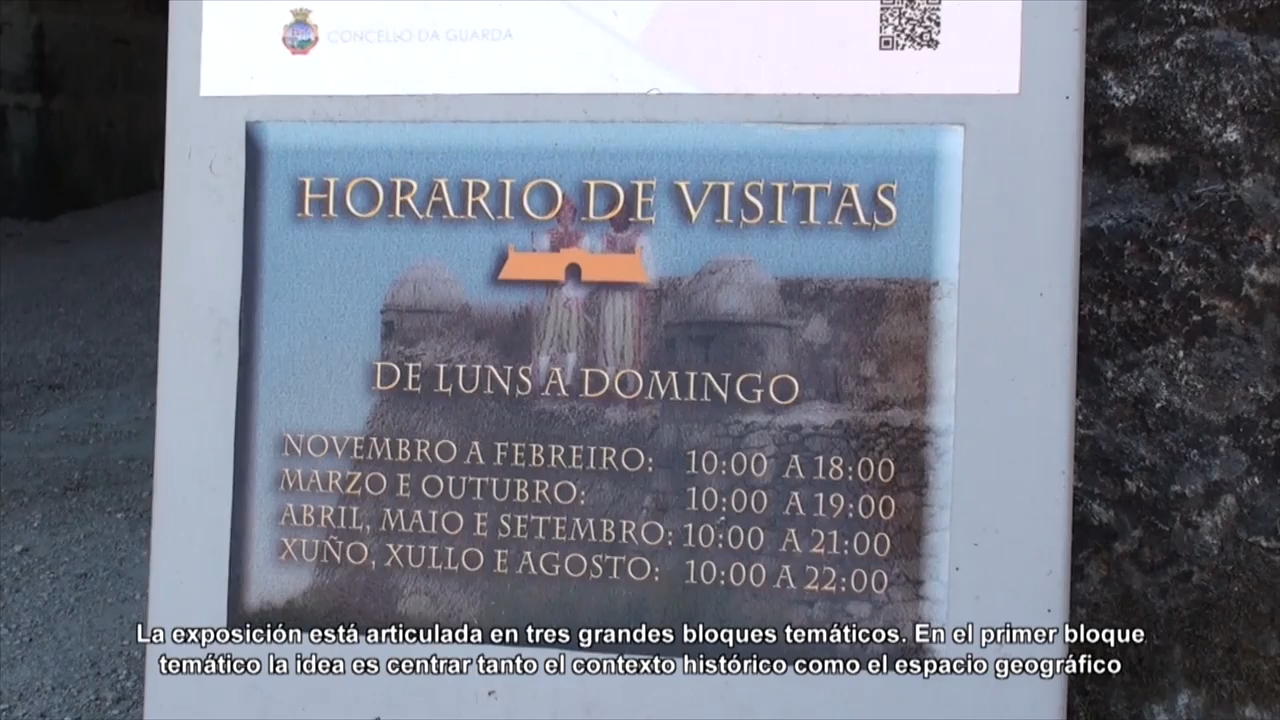 CONCELLO DA GUARDA
HORARIO DE VISITAS
DE LUNS A DOMINGO
NOVEMBRO A FEBREIRO: 10:00 A 18:00
MARZO E OUTUBRO: 10:00 A 19:00
ABRIL, MAIO E SETEMBRO: 10:00 A 21:00
XUÑO, XULLO E AGOSTO: 10:00 A 22:00
La exposición está articulada en tres grandes bloques temáticos. En el primer bloque
temático la idea es centrar tanto el contexto histórico como el espacio geográfico